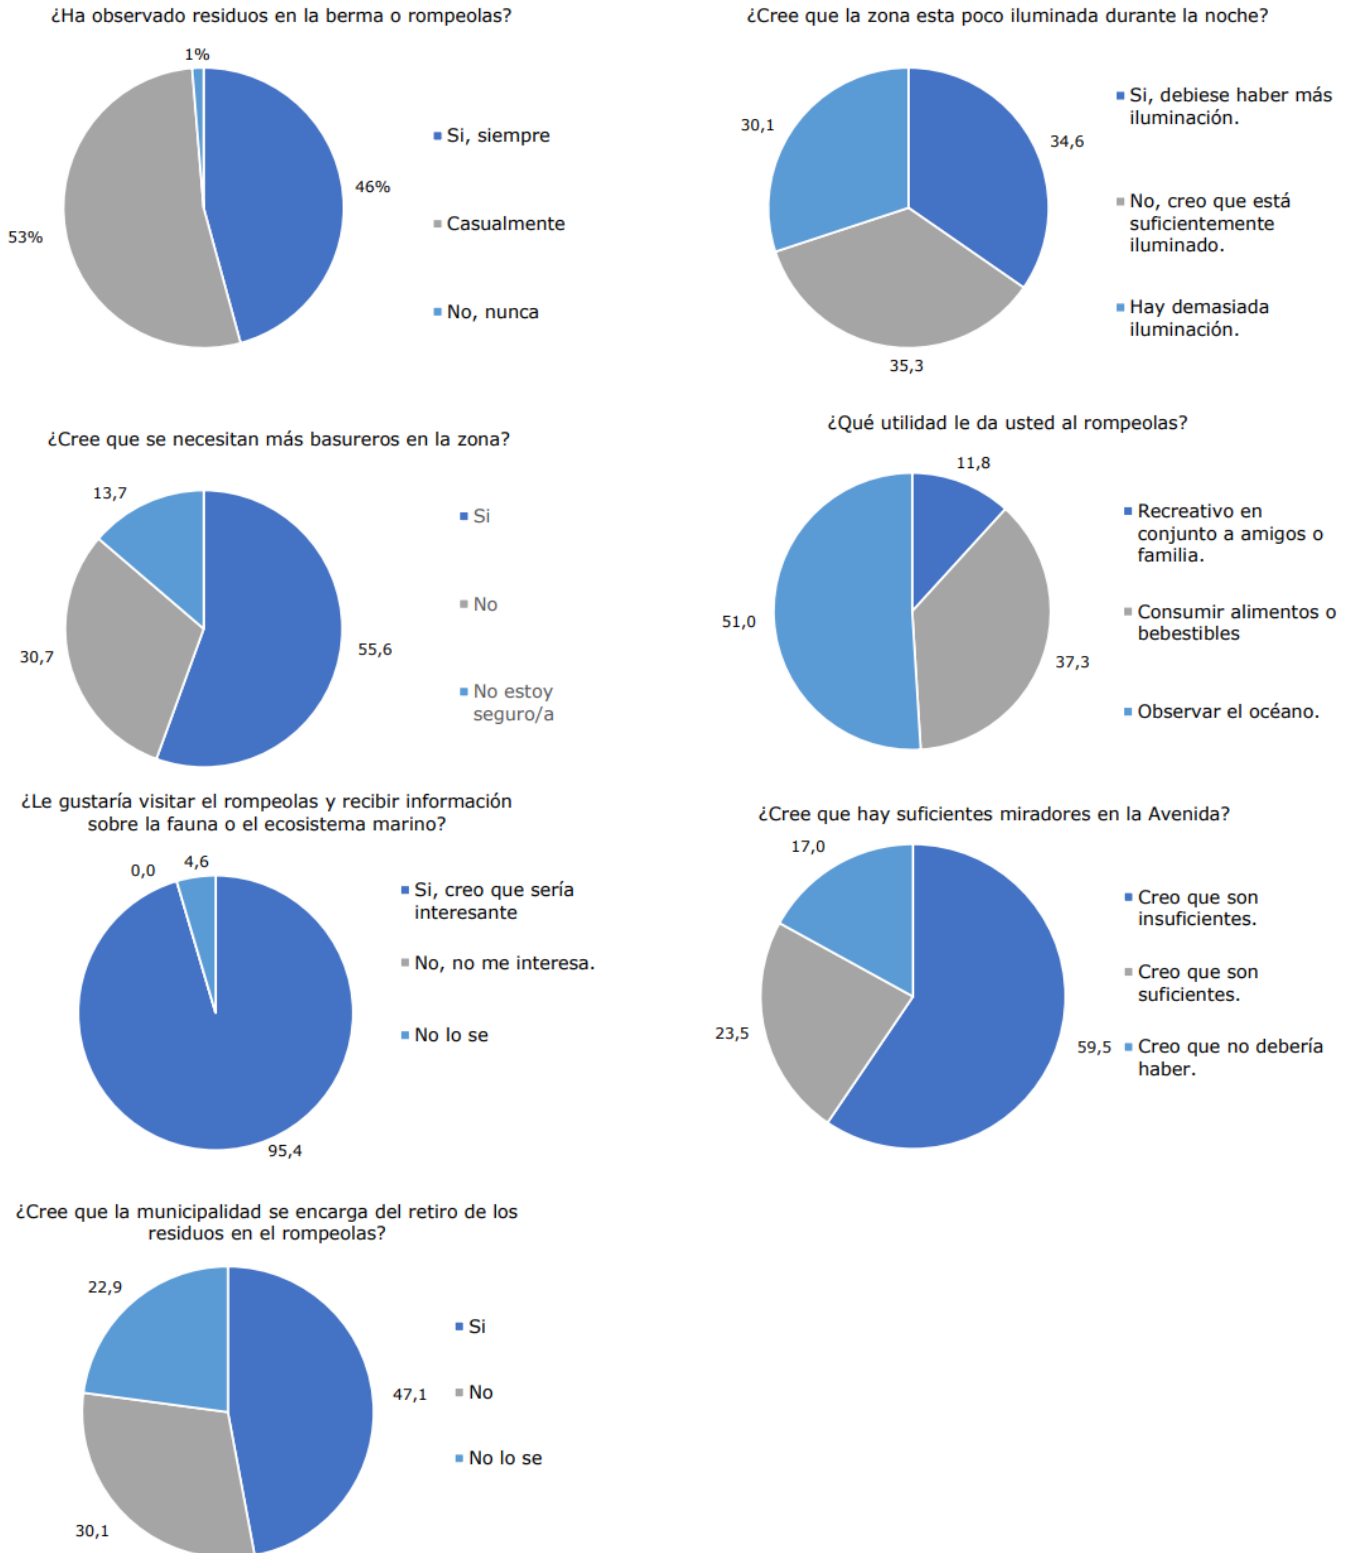 ¿Ha observado residuos en la berma o rompeolas?
1%
46%
53%
Si, siempre
Casualmente
No, nunca
¿Cree que la zona esta poco iluminada durante la noche?
30,1
34,6
35,3
Si, debiese haber más
iluminación.
No, creo que está
suficientemente
iluminado.
Hay demasiada
iluminación.
¿Cree que se necesitan más basureros en la zona?
13,7
30,7
55,6
Si
No
No estoy
seguro/a
¿Qué utilidad le da usted al rompeolas?
11,8
51,0
37,3
Recreativo en
conjunto a amigos o
familia.
Consumir alimentos o
bebestibles
Observar el océano.
¿Le gustaría visitar el rompeolas y recibir información
sobre la fauna o el ecosistema marino?
0,0
4,6
95,4
Si, creo que sería
interesante
No, no me interesa.
No lo se
¿Cree que hay suficientes miradores en la Avenida?
17,0
23,5
59,5
Creo que son
insuficientes.
Creo que son
suficientes.
Creo que no debería
haber.
¿Cree que la municipalidad se encarga del retiro de los
residuos en el rompeolas?
22,9
47,1
30,1
Si
No
No lo se